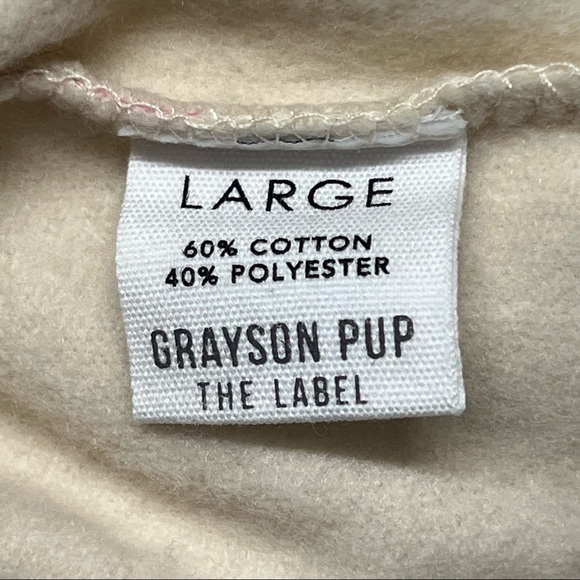 LARGE
60% COTTON
40% POLYESTER
GRAYSON PUP
THE LABEL